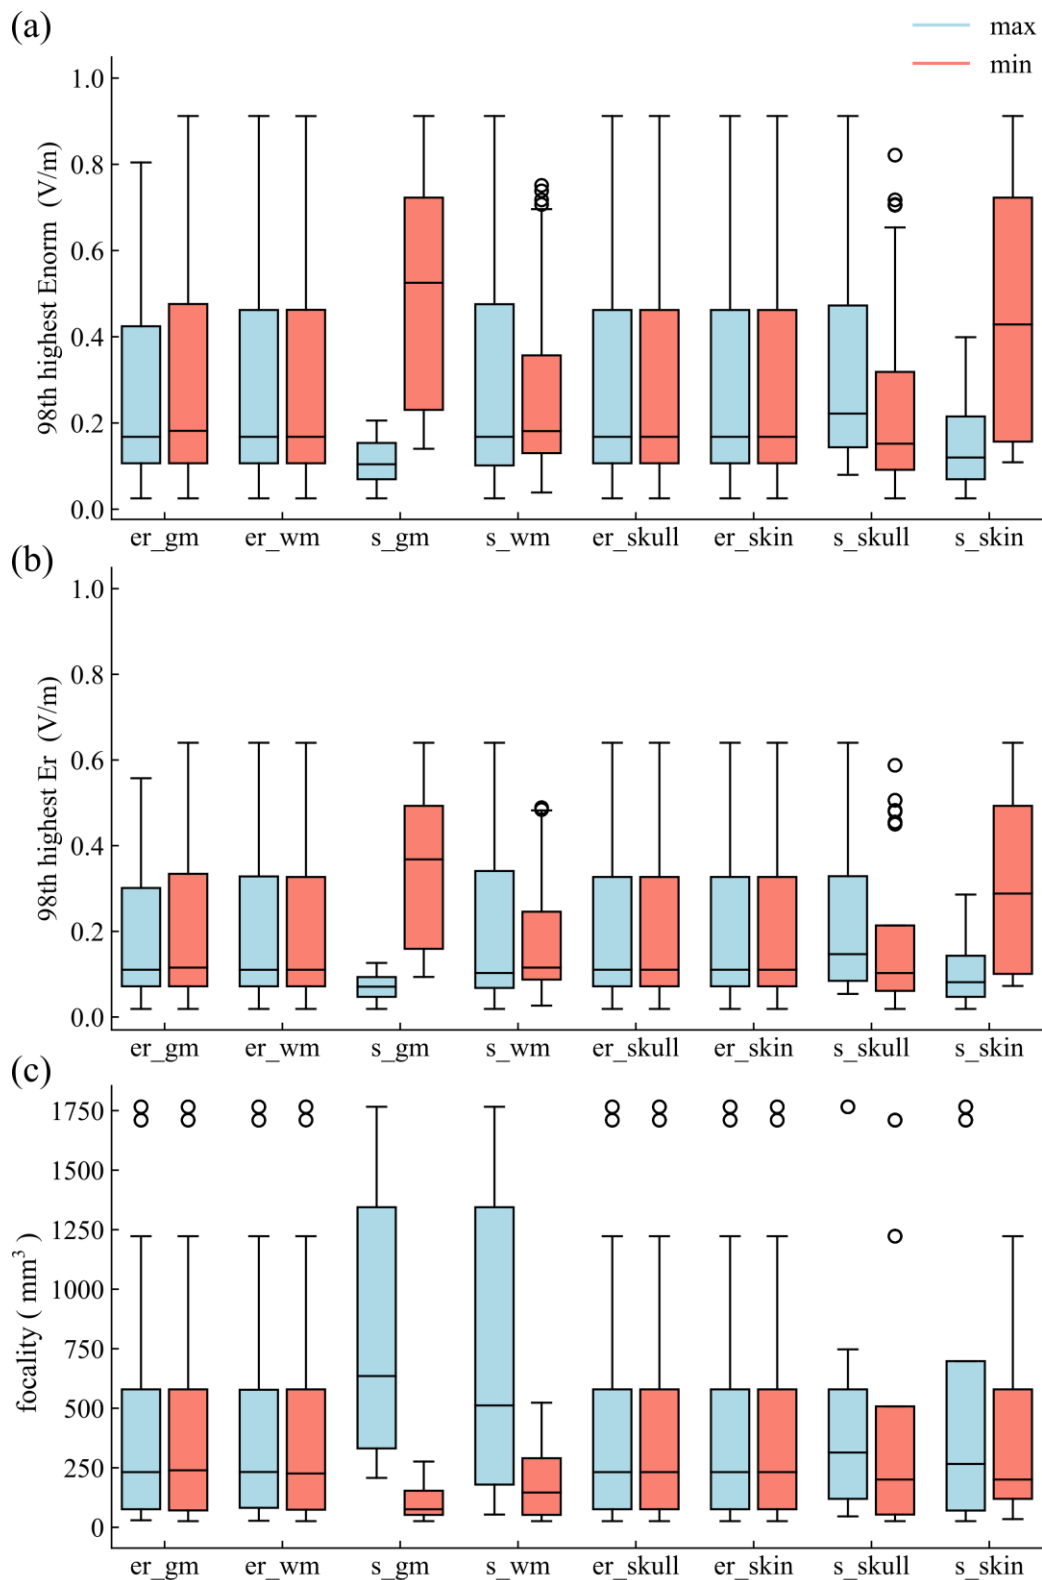 (a)
max
min
98th highest Enorm (V/m)
1.0
0.8
0.6
0.4
0.2
0.0
er_gm er_wm s_gm s_wm er_skull er_skin s_skull s_skin
(b)
98th highest Er (V/m)
1.0
0.8
0.6
0.4
0.2
0.0
er_gm er_wm s_gm s_wm er_skull er_skin s_skull s_skin
(c)
focality ( mm³ )
1750
1500
1250
1000
750
500
250
0
er_gm er_wm s_gm s_wm er_skull er_skin s_skull s_skin